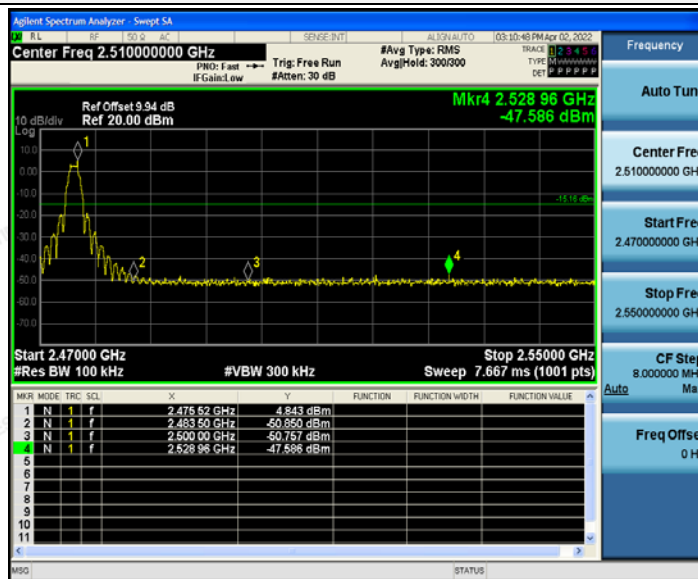 Agilent Spectrum Analyzer - Swept SA
RL RF 50 Ω AC SENSE:INT ALIGNAUTO 03:10:48 PM Apr 02, 2022
Center Freq 2.510000000 GHz
#Avg Type: RMS
TRACE 1 2 3 4 5 6
PNO: Fast Trig: Free Run Avg|Hold: 300/300
TYPE M WWWWW
IFGain:Low #Atten: 30 dB
DET P P P P P P
Ref Offset 9.94 dB
Mkr4 2.528 96 GHz
10 dB/div Ref 20.00 dBm
-47.586 dBm
Log
10.0
0.00
-10.0
-15.16 dBm
-20.0
-30.0
-40.0
-50.0
-60.0
-70.0
1
2
3
4
Start 2.47000 GHz Stop 2.55000 GHz
#Res BW 100 kHz #VBW 300 kHz Sweep 7.667 ms (1001 pts)
MKR MODE TRC SCL X Y FUNCTION FUNCTION WIDTH FUNCTION VALUE
1 N 1 f 2.475 52 GHz 4.843 dBm
2 N 1 f 2.483 50 GHz -50.850 dBm
3 N 1 f 2.500 00 GHz -50.757 dBm
4 N 1 f 2.528 96 GHz -47.586 dBm
5
6
7
8
9
10
11
MSG STATUS
Frequency
Auto Tun
Center Fre
2.510000000 GH
Start Fre
2.470000000 GH
Stop Fre
2.550000000 GH
CF Step
8.000000 MH
Auto Ma
Freq Offse
0 H